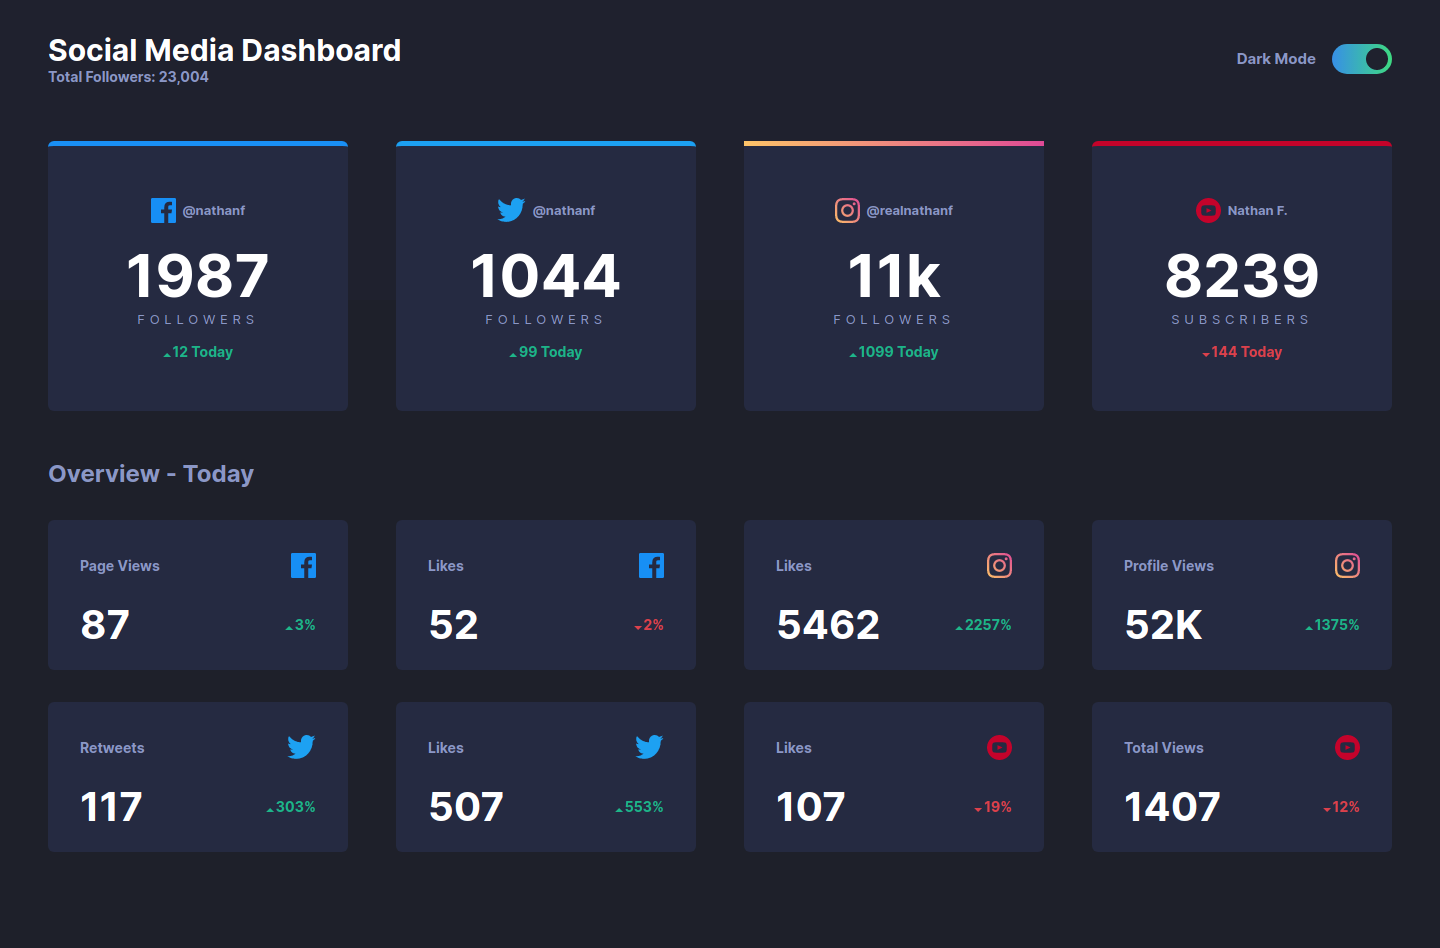 Social Media Dashboard
Total Followers: 23,004
Dark Mode
@nathanf
1987
FOLLOWERS
12 Today
@nathanf
1044
FOLLOWERS
99 Today
@realnathanf
11k
FOLLOWERS
1099 Today
Nathan F.
8239
SUBSCRIBERS
144 Today
Overview - Today
Page Views
87
3%
Likes
52
2%
Likes
5462
2257%
Profile Views
52K
1375%
Retweets
117
303%
Likes
507
553%
Likes
107
19%
Total Views
1407
12%